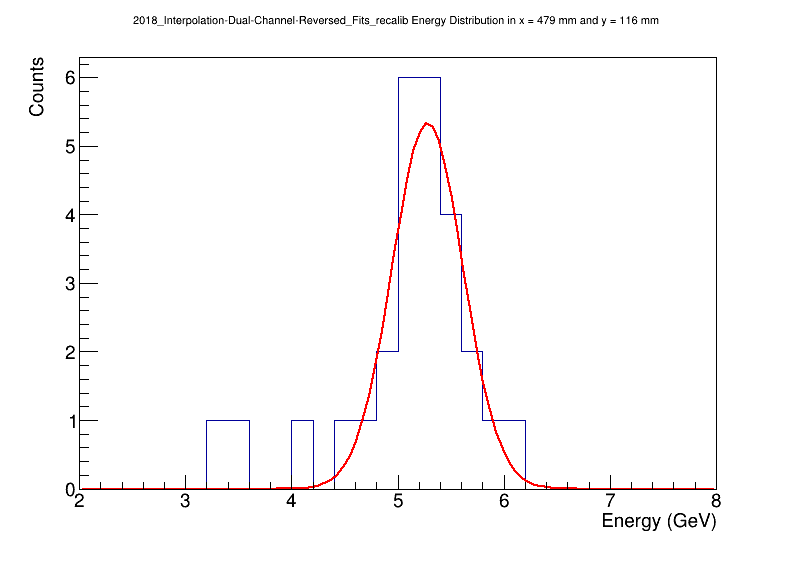 2018_Interpolation-Dual-Channel-Reversed_Fits_recalib Energy Distribution in x = 479 mm and y = 116 mm
Counts
6
5
4
3
2
1
0
2 3 4 5 6 7 8
Energy (GeV)